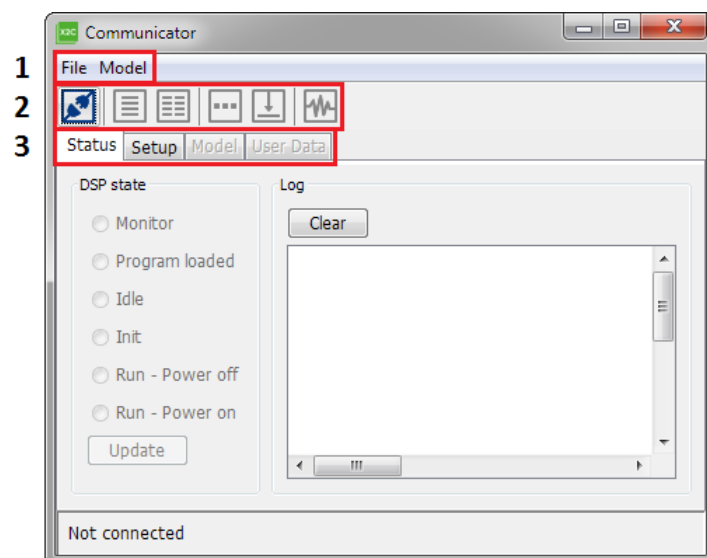 X2C Communicator
1 File Model
2
3 Status Setup Model User Data
DSP state
Monitor
Program loaded
Idle
Init
Run - Power off
Run - Power on
Update
Log
Clear
Not connected